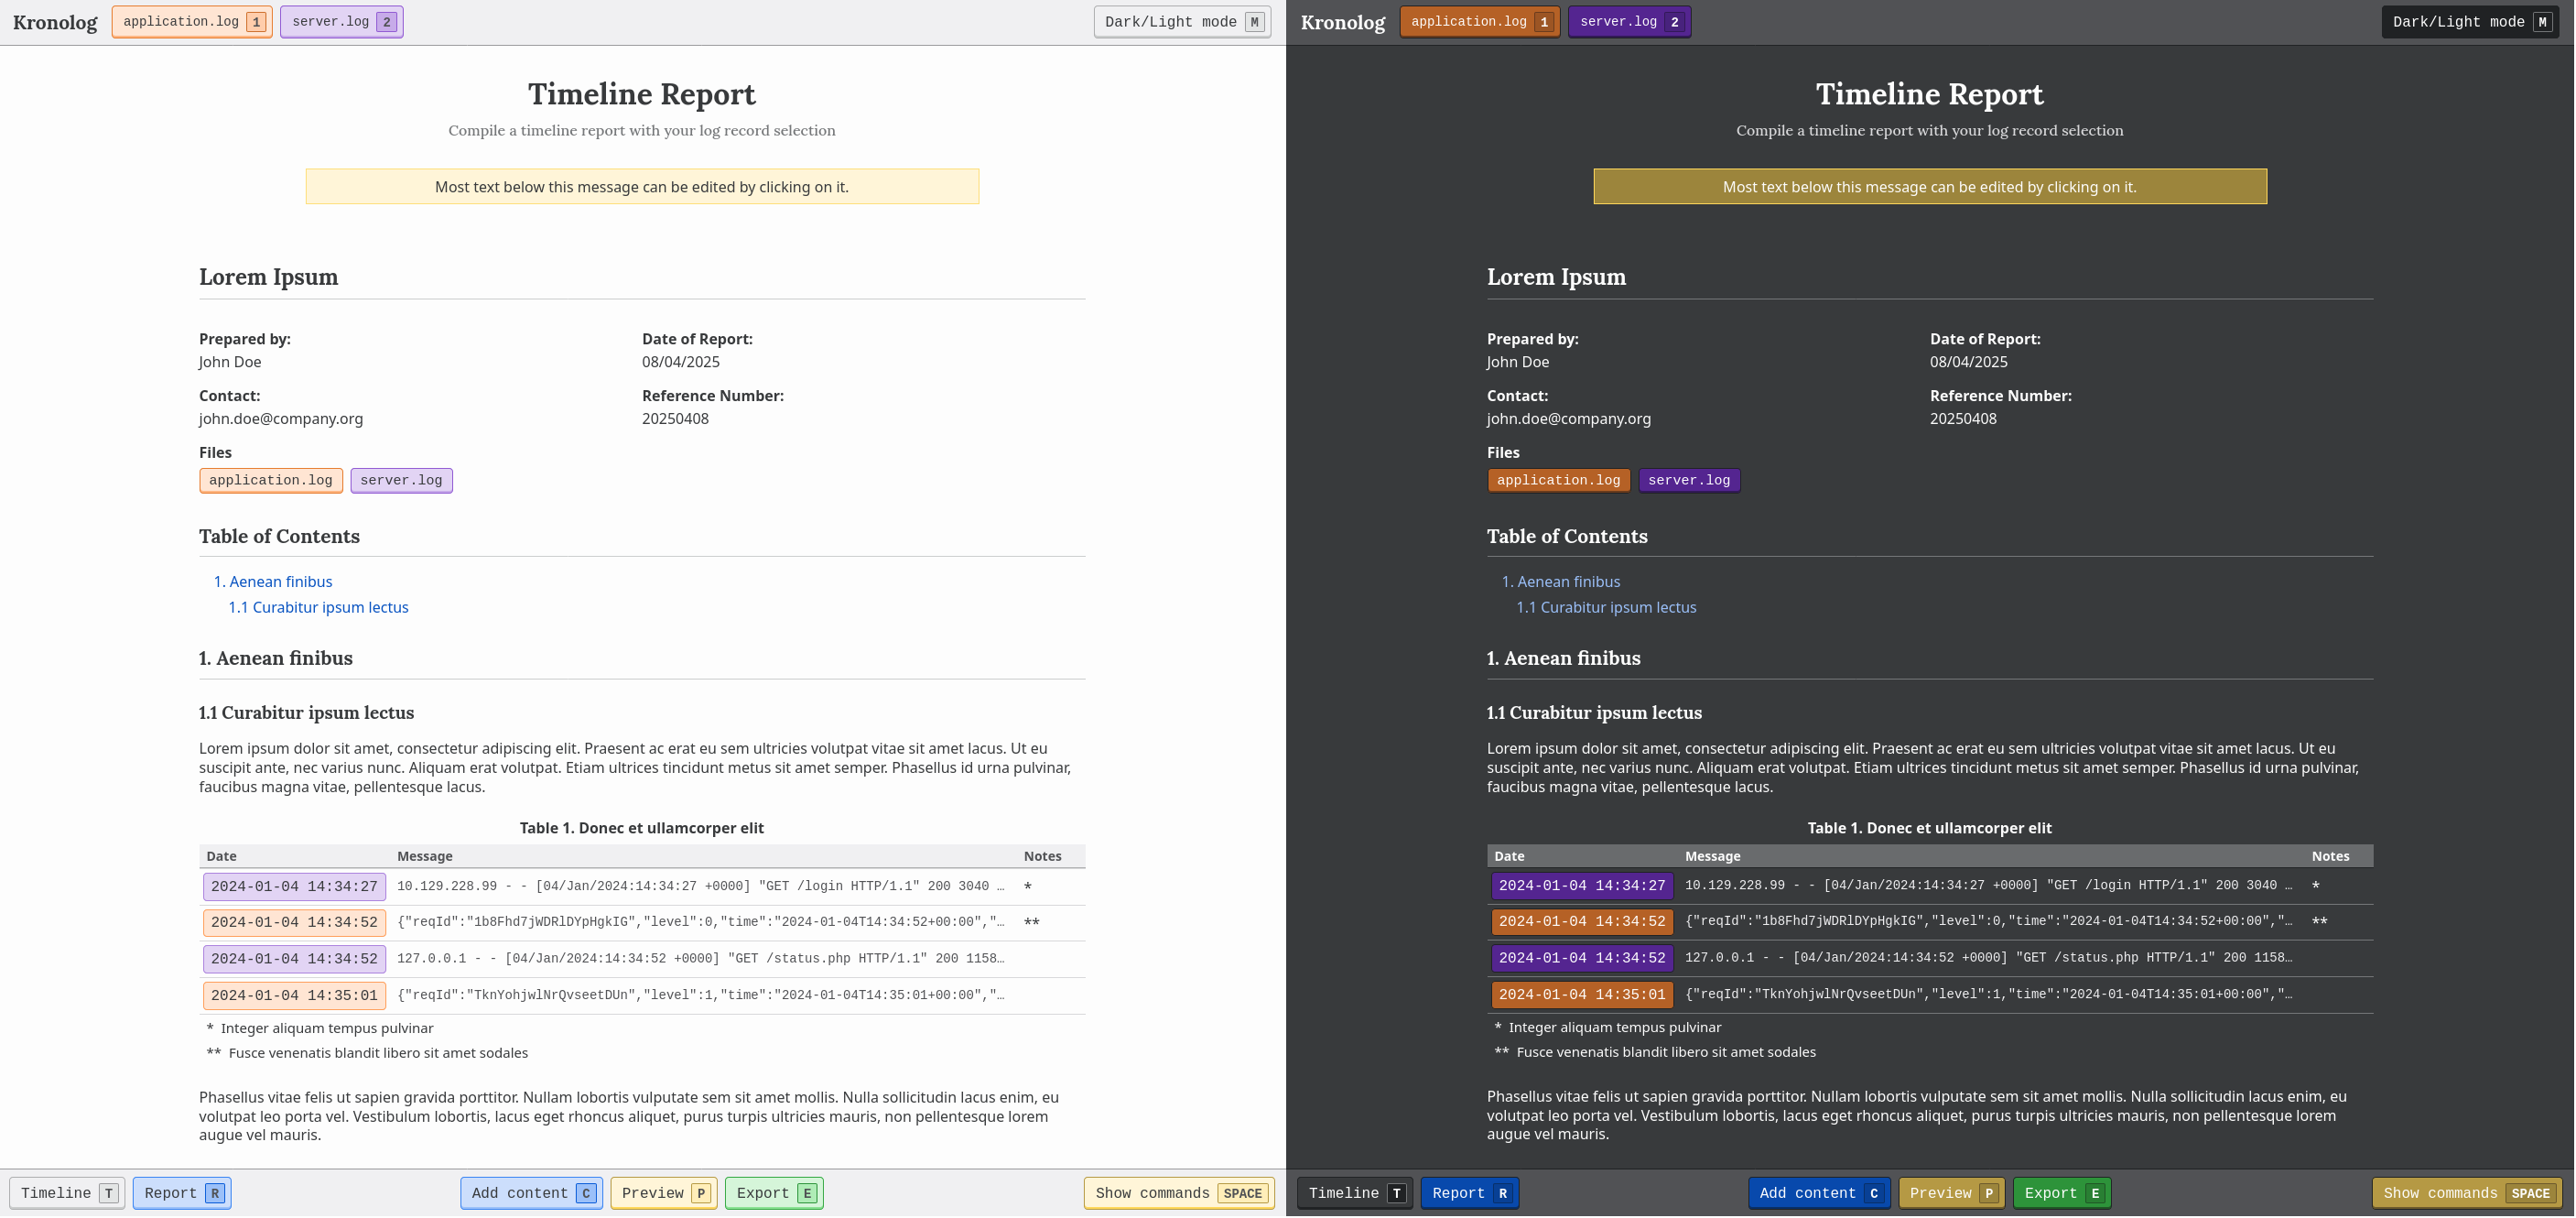 Kronolog application.log 1 server.log 2 Dark/Light mode M
Timeline Report
Compile a timeline report with your log record selection
Most text below this message can be edited by clicking on it.
Lorem Ipsum
Prepared by: Date of Report:
John Doe 08/04/2025
Contact: Reference Number:
john.doe@company.org 20250408
Files
application.log server.log
Table of Contents
1. Aenean finibus
1.1 Curabitur ipsum lectus
1. Aenean finibus
1.1 Curabitur ipsum lectus
Lorem ipsum dolor sit amet, consectetur adipiscing elit. Praesent ac erat eu sem ultricies volutpat vitae sit amet lacus. Ut eu
suscipit ante, nec varius nunc. Aliquam erat volutpat. Etiam ultrices tincidunt metus sit amet semper. Phasellus id urna pulvinar,
faucibus magna vitae, pellentesque lacus.
Table 1. Donec et ullamcorper elit
Date Message Notes
2024-01-04 14:34:27 10.129.228.99 - - [04/Jan/2024:14:34:27 +0000] "GET /login HTTP/1.1" 200 3040 … *
2024-01-04 14:34:52 {"reqId":"1b8Fhd7jWDRlDYpHgkIG","level":0,"time":"2024-01-04T14:34:52+00:00","… **
2024-01-04 14:34:52 127.0.0.1 - - [04/Jan/2024:14:34:52 +0000] "GET /status.php HTTP/1.1" 200 1158…
2024-01-04 14:35:01 {"reqId":"TknYohjwlNrQvseetDUn","level":1,"time":"2024-01-04T14:35:01+00:00","…
* Integer aliquam tempus pulvinar
** Fusce venenatis blandit libero sit amet sodales
Phasellus vitae felis ut sapien gravida porttitor. Nullam lobortis vulputate sem sit amet mollis. Nulla sollicitudin lacus enim, eu
volutpat leo porta vel. Vestibulum lobortis, lacus eget rhoncus aliquet, purus turpis ultricies mauris, non pellentesque lorem
augue vel mauris.
Timeline T Report R Add content C Preview P Export E Show commands SPACE
Kronolog application.log 1 server.log 2 Dark/Light mode M
Timeline Report
Compile a timeline report with your log record selection
Most text below this message can be edited by clicking on it.
Lorem Ipsum
Prepared by: Date of Report:
John Doe 08/04/2025
Contact: Reference Number:
john.doe@company.org 20250408
Files
application.log server.log
Table of Contents
1. Aenean finibus
1.1 Curabitur ipsum lectus
1. Aenean finibus
1.1 Curabitur ipsum lectus
Lorem ipsum dolor sit amet, consectetur adipiscing elit. Praesent ac erat eu sem ultricies volutpat vitae sit amet lacus. Ut eu
suscipit ante, nec varius nunc. Aliquam erat volutpat. Etiam ultrices tincidunt metus sit amet semper. Phasellus id urna pulvinar,
faucibus magna vitae, pellentesque lacus.
Table 1. Donec et ullamcorper elit
Date Message Notes
2024-01-04 14:34:27 10.129.228.99 - - [04/Jan/2024:14:34:27 +0000] "GET /login HTTP/1.1" 200 3040 … *
2024-01-04 14:34:52 {"reqId":"1b8Fhd7jWDRlDYpHgkIG","level":0,"time":"2024-01-04T14:34:52+00:00","… **
2024-01-04 14:34:52 127.0.0.1 - - [04/Jan/2024:14:34:52 +0000] "GET /status.php HTTP/1.1" 200 1158…
2024-01-04 14:35:01 {"reqId":"TknYohjwlNrQvseetDUn","level":1,"time":"2024-01-04T14:35:01+00:00","…
* Integer aliquam tempus pulvinar
** Fusce venenatis blandit libero sit amet sodales
Phasellus vitae felis ut sapien gravida porttitor. Nullam lobortis vulputate sem sit amet mollis. Nulla sollicitudin lacus enim, eu
volutpat leo porta vel. Vestibulum lobortis, lacus eget rhoncus aliquet, purus turpis ultricies mauris, non pellentesque lorem
augue vel mauris.
Timeline T Report R Add content C Preview P Export E Show commands SPACE